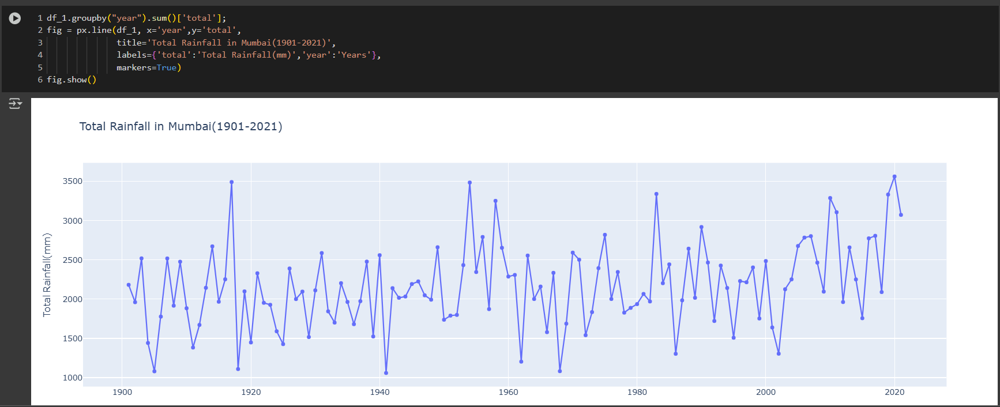 1 df_1.groupby("year").sum()['total'];
2 fig = px.line(df_1, x='year',y='total',
3 title='Total Rainfall in Mumbai(1901-2021)',
4 labels={'total':'Total Rainfall(mm)','year':'Years'},
5 markers=True)
6 fig.show()
Total Rainfall in Mumbai(1901-2021)
3500
3000
2500
2000
1500
1000
Total Rainfall(mm)
1900 1920 1940 1960 1980 2000 2020